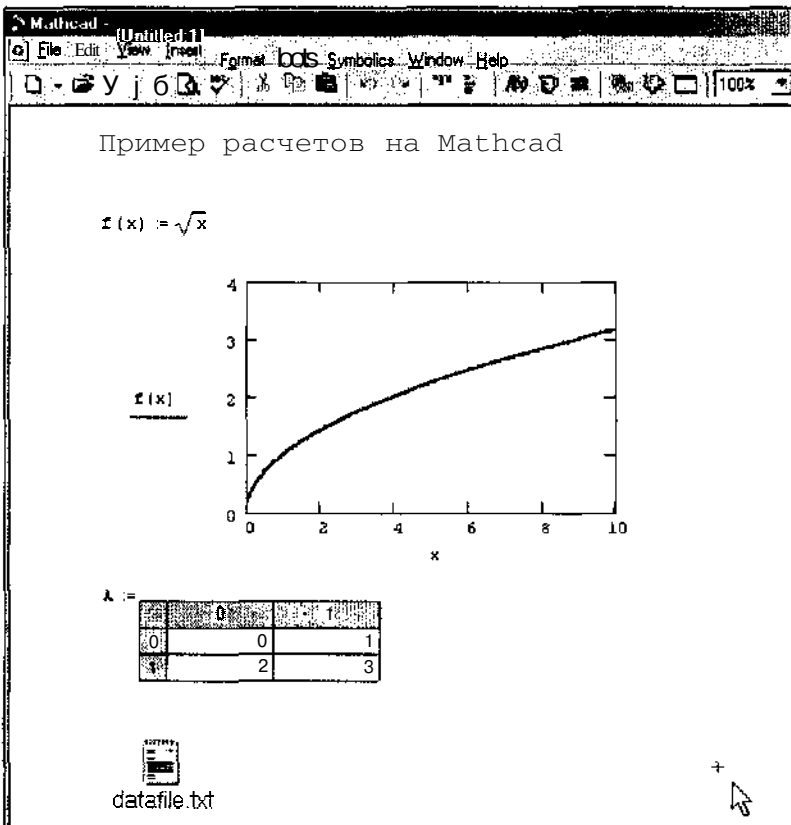 Mathcad - [Untitled:1]
File Edit View Insert Format Tools Symbolics Window Help
100%
Пример расчетов на Mathcad
f(x) := √x
4
3
f(x) 2
1
0
0 2 4 6 8 10
x
A :=
0 1
0 0 1
1 2 3
datafile.txt